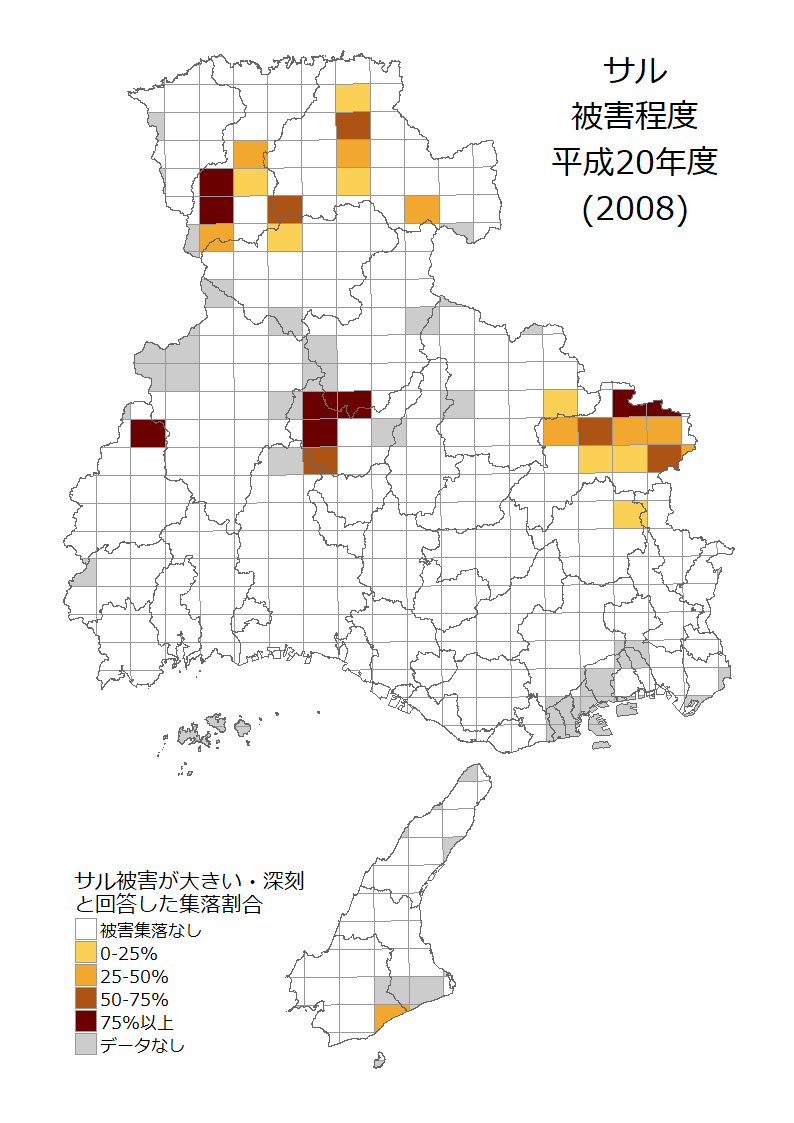 サル
被害程度
平成20年度
(2008)
サル被害が大きい・深刻
と回答した集落割合
被害集落なし
0-25%
25-50%
50-75%
75%以上
データなし